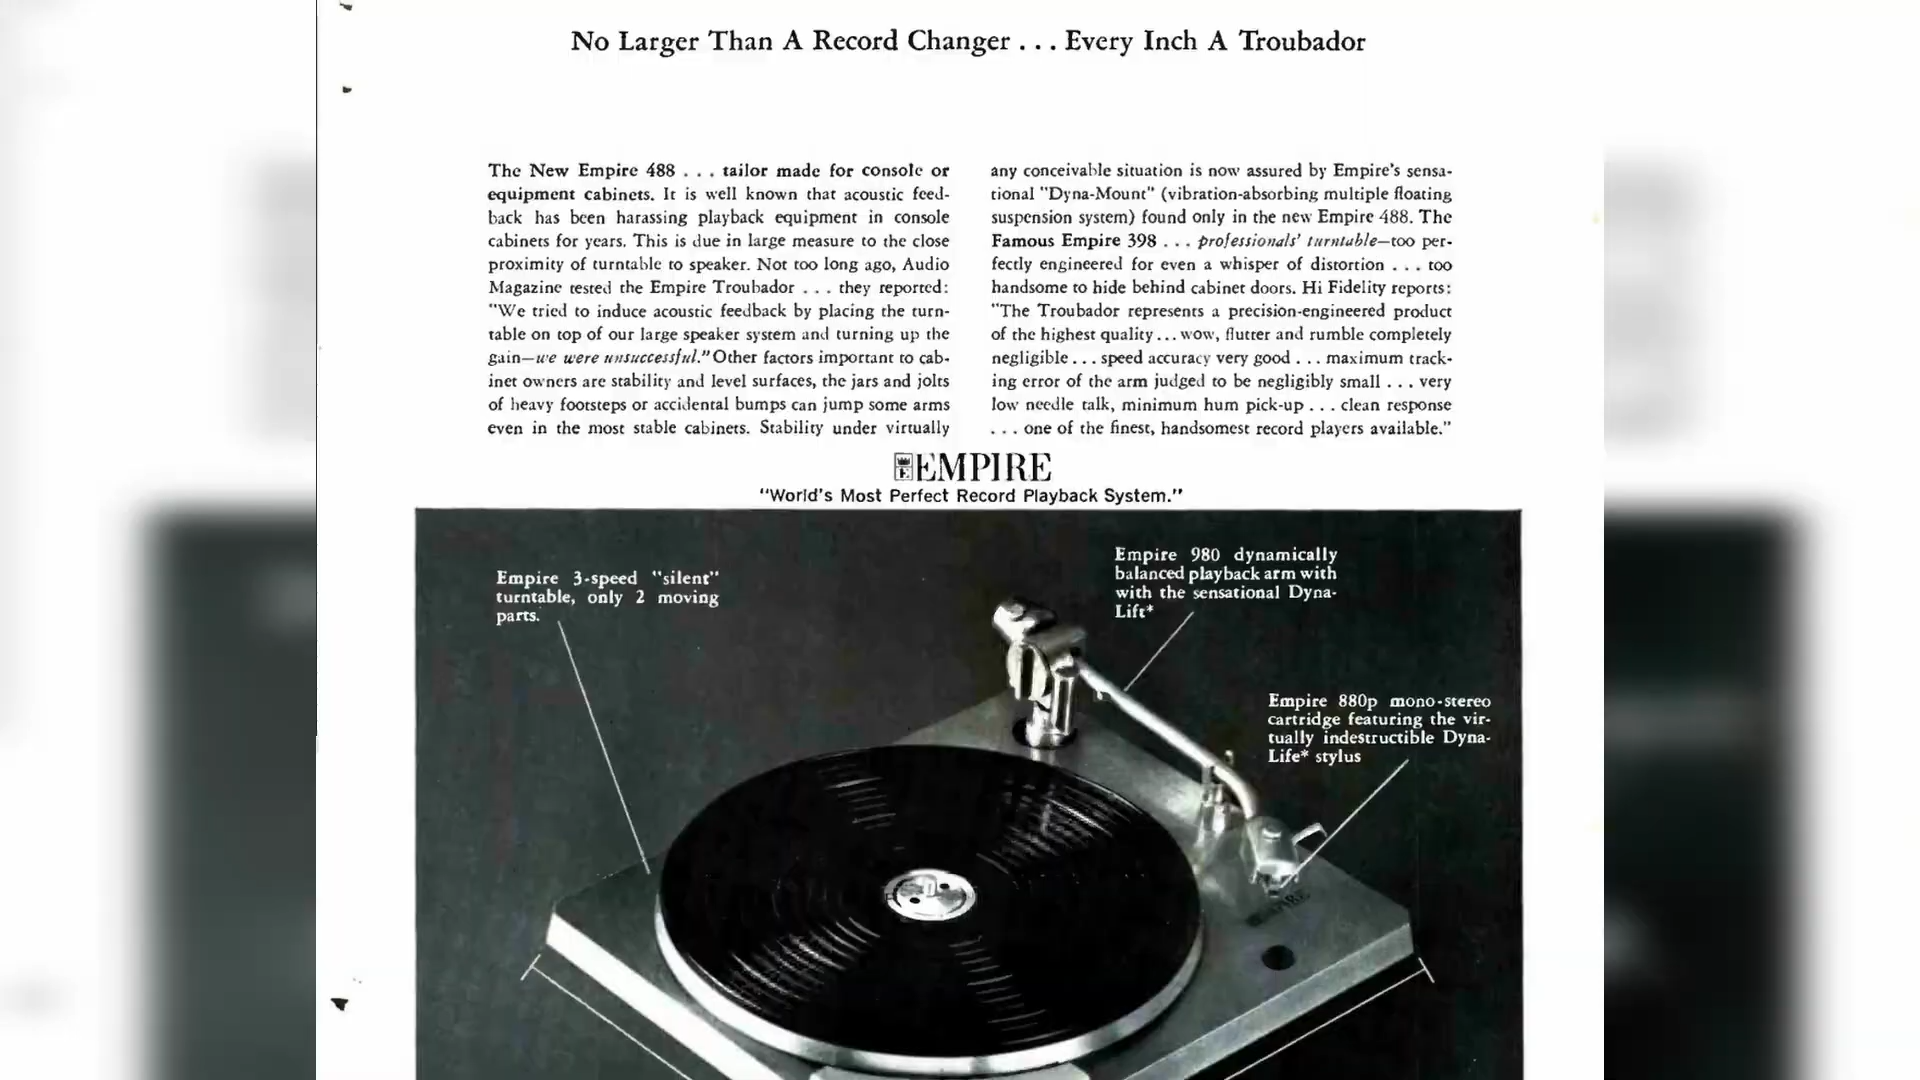 No Larger Than A Record Changer . . . Every Inch A Troubador
The New Empire 488 . . . tailor made for console or
equipment cabinets. It is well known that acoustic feed-
back has been harassing playback equipment in console
cabinets for years. This is due in large measure to the close
proximity of turntable to speaker. Not too long ago, Audio
Magazine tested the Empire Troubador . . . they reported:
"We tried to induce acoustic feedback by placing the turn-
table on top of our large speaker system and turning up the
gain—we were unsuccessful." Other factors important to cab-
inet owners are stability and level surfaces, the jars and jolts
of heavy footsteps or accidental bumps can jump some arms
even in the most stable cabinets. Stability under virtually
any conceivable situation is now assured by Empire's sensa-
tional "Dyna-Mount" (vibration-absorbing multiple floating
suspension system) found only in the new Empire 488. The
Famous Empire 398 . . . professionals' turntable—too per-
fectly engineered for even a whisper of distortion . . . too
handsome to hide behind cabinet doors. Hi Fidelity reports:
"The Troubador represents a precision-engineered product
of the highest quality . . . wow, flutter and rumble completely
negligible . . . speed accuracy very good . . . maximum track-
ing error of the arm judged to be negligibly small . . . very
low needle talk, minimum hum pick-up . . . clean response
. . . one of the finest, handsomest record players available."
E EMPIRE
"World's Most Perfect Record Playback System."
Empire 3-speed "silent"
turntable, only 2 moving
parts.
Empire 980 dynamically
balanced playback arm with
with the sensational Dyna-
Lift*
Empire 880p mono-stereo
cartridge featuring the vir-
tually indestructible Dyna-
Life* stylus
EMPIRE